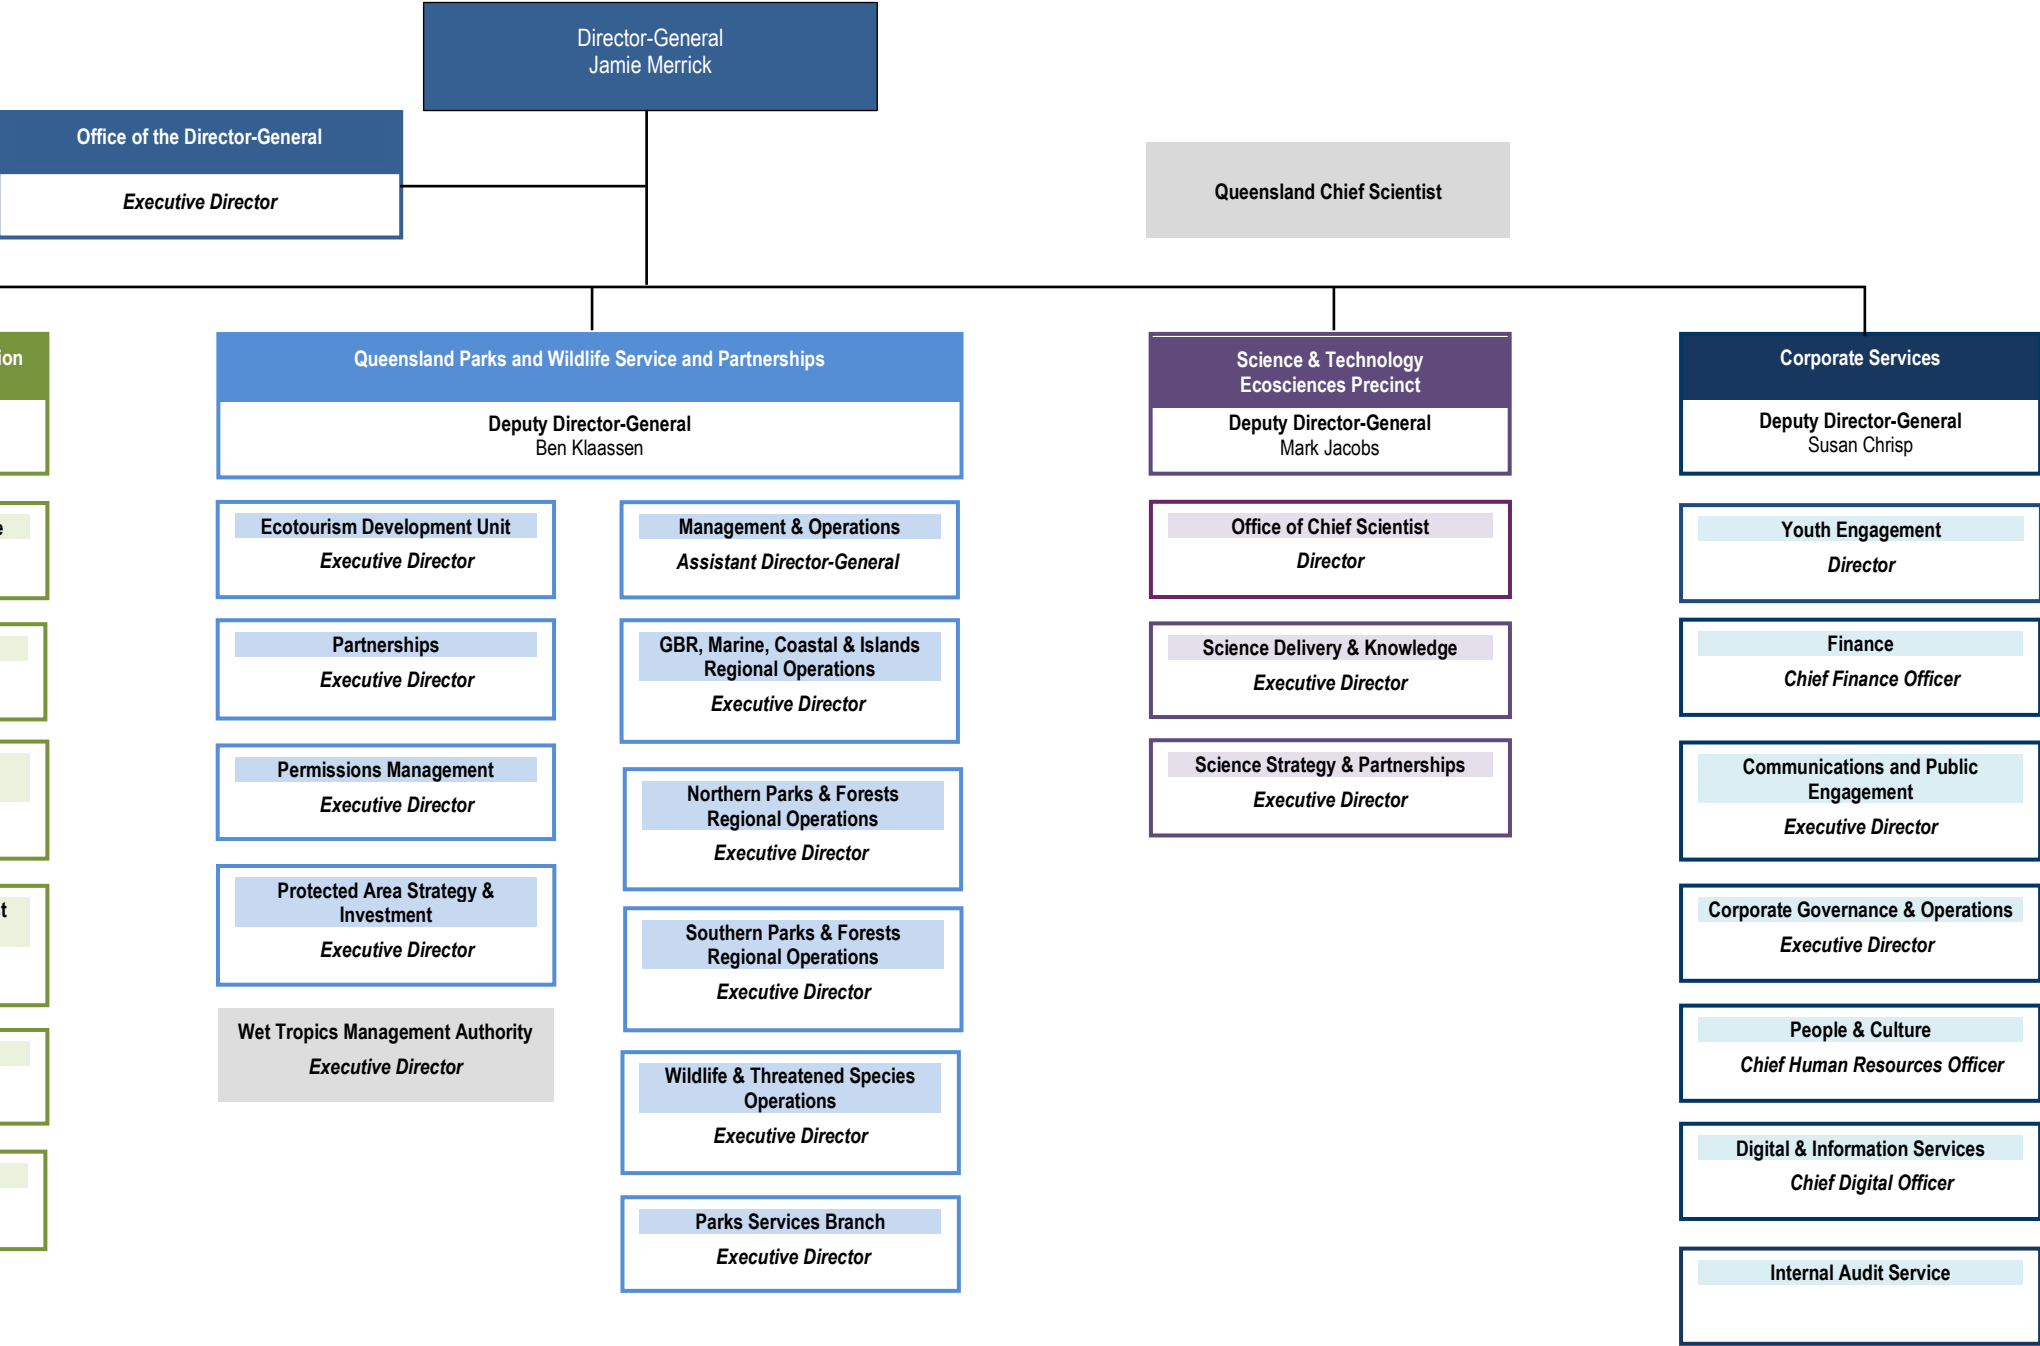 Director-General
Jamie Merrick
Office of the Director-General
Executive Director
Queensland Chief Scientist
Queensland Parks and Wildlife Service and Partnerships
Deputy Director-General
Ben Klaassen
Ecotourism Development Unit
Executive Director
Partnerships
Executive Director
Permissions Management
Executive Director
Protected Area Strategy &
Investment
Executive Director
Wet Tropics Management Authority
Executive Director
Management & Operations
Assistant Director-General
GBR, Marine, Coastal & Islands
Regional Operations
Executive Director
Northern Parks & Forests
Regional Operations
Executive Director
Southern Parks & Forests
Regional Operations
Executive Director
Wildlife & Threatened Species
Operations
Executive Director
Parks Services Branch
Executive Director
Science & Technology
Ecosciences Precinct
Deputy Director-General
Mark Jacobs
Office of Chief Scientist
Director
Science Delivery & Knowledge
Executive Director
Science Strategy & Partnerships
Executive Director
Corporate Services
Deputy Director-General
Susan Chrisp
Youth Engagement
Director
Finance
Chief Finance Officer
Communications and Public
Engagement
Executive Director
Corporate Governance & Operations
Executive Director
People & Culture
Chief Human Resources Officer
Digital & Information Services
Chief Digital Officer
Internal Audit Service